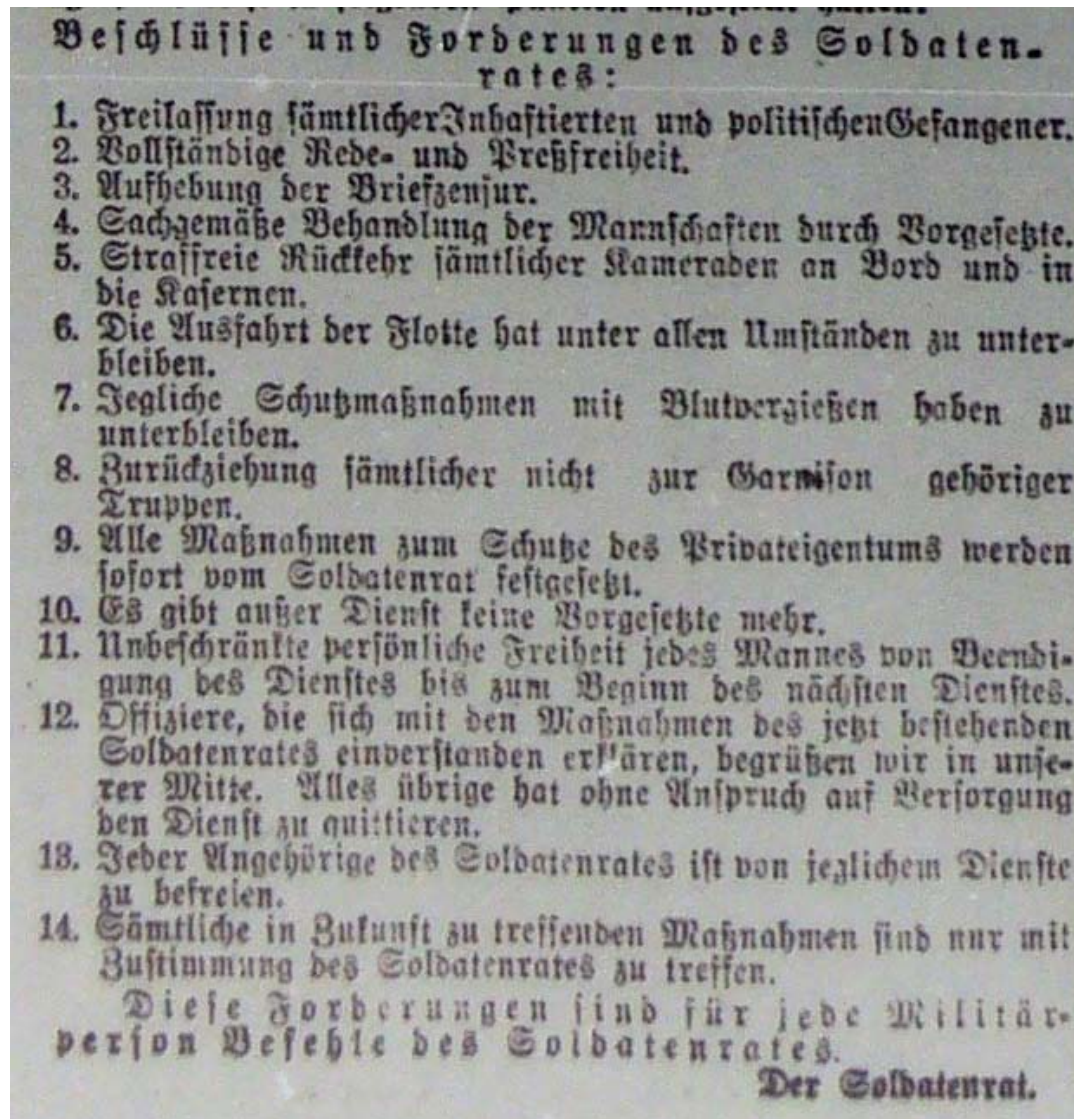 Beschlüsse und Forderungen des Soldaten-
rates:
1. Freilassung sämtlicher Inhaftierten und politischen Gefangener.
2. Vollständige Rede- und Preßfreiheit.
3. Aufhebung der Briefzensur.
4. Sachgemäße Behandlung der Mannschaften durch Vorgesetzte.
5. Straffreie Rückkehr sämtlicher Kameraden an Bord und in
die Kasernen.
6. Die Ausfahrt der Flotte hat unter allen Umständen zu unter-
bleiben.
7. Jegliche Schutzmaßnahmen mit Blutvergießen haben zu
unterbleiben.
8. Zurückziehung sämtlicher nicht zur Garnison gehöriger
Truppen.
9. Alle Maßnahmen zum Schutze des Privateigentums werden
sofort vom Soldatenrat festgesetzt.
10. Es gibt außer Dienst keine Vorgesetzte mehr.
11. Unbeschränkte persönliche Freiheit jedes Mannes von Beendi-
gung des Dienstes bis zum Beginn des nächsten Dienstes.
12. Offiziere, die sich mit den Maßnahmen des jetzt bestehenden
Soldatenrates einverstanden erklären, begrüßen wir in unse-
rer Mitte. Alles übrige hat ohne Anspruch auf Versorgung
den Dienst zu quittieren.
13. Jeder Angehörige des Soldatenrates ist von jeglichem Dienste
zu befreien.
14. Sämtliche in Zukunft zu treffenden Maßnahmen sind nur mit
Zustimmung des Soldatenrates zu treffen.
Diese Forderungen sind für jede Militär-
person Befehle des Soldatenrates.
Der Soldatenrat.